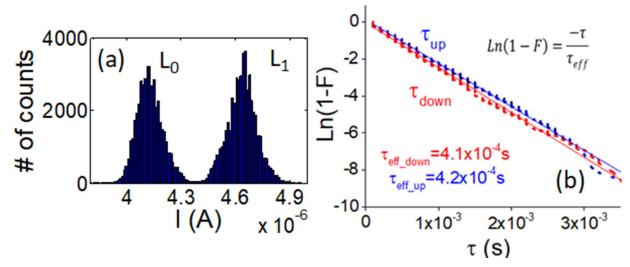 (a)
L₀
L₁
4000
2000
0
# of counts
4
4.3
4.6
4.9
I (A)
x 10⁻⁶
0
-2
-4
-6
-8
-10
Ln(1-F)
τup
τdown
Ln(1 − F) = −τ / τeff
τeff_down=4.1x10⁻⁴s
τeff_up=4.2x10⁻⁴s
(b)
0
1x10⁻³
2x10⁻³
3x10⁻³
τ (s)